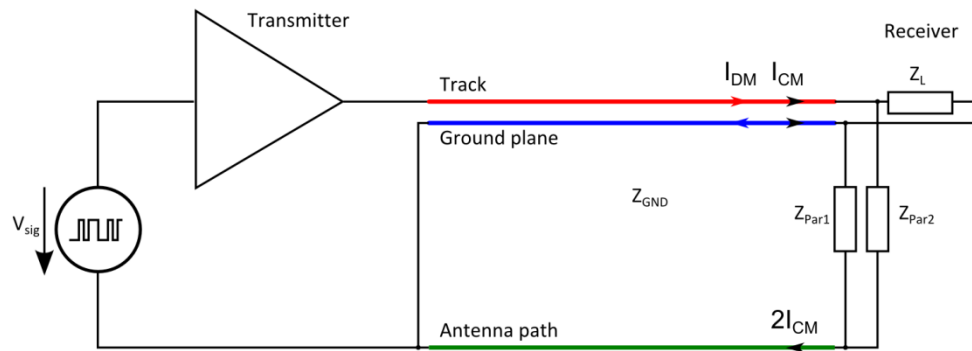 Transmitter
Receiver
I_DM I_CM
Z_L
Track
Ground plane
V_sig
Z_GND
Z_Par1
Z_Par2
Antenna path
2I_CM